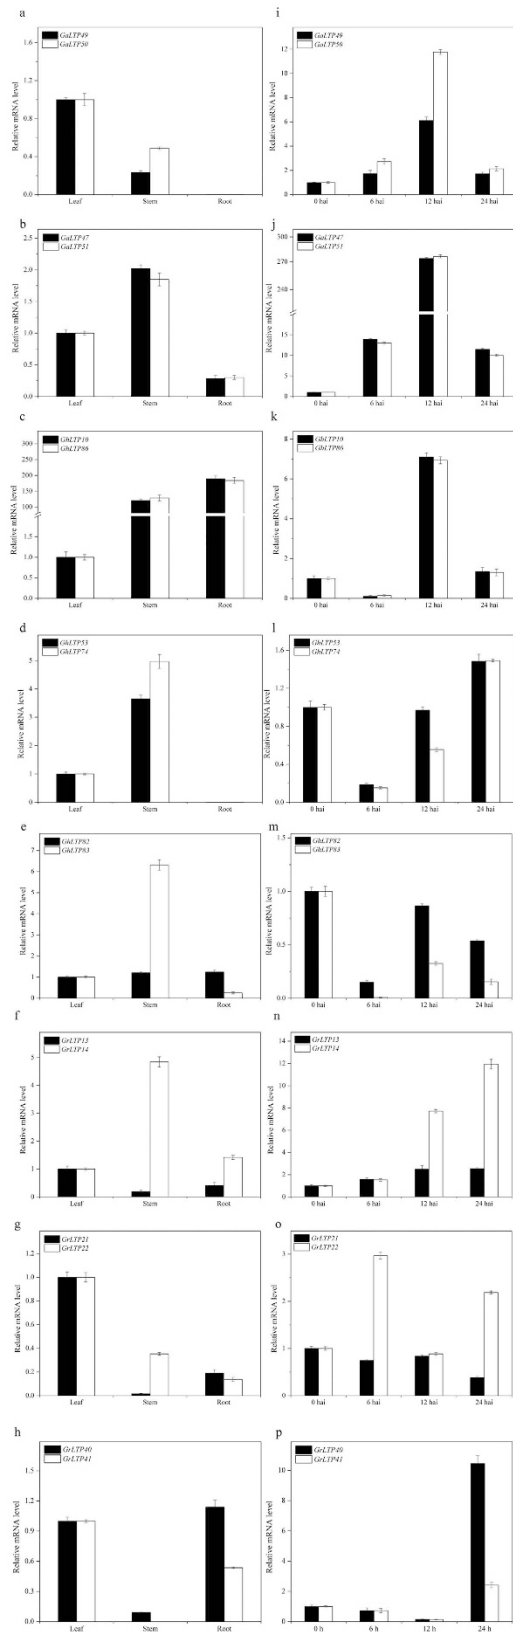 a
GaLTP49
GaLTP50
Relative mRNA level
1.6
1.2
0.8
0.4
0.0
Leaf Stem Root
i
GaLTP49
GaLTP50
Relative mRNA level
12
10
8
6
4
2
0
0 hai 6 hai 12 hai 24 hai
b
GaLTP47
GaLTP51
Relative mRNA level
2.5
2.0
1.5
1.0
0.5
0.0
Leaf Stem Root
j
GaLTP47
GaLTP51
Relative mRNA level
300
270
240
15
10
5
0
0 hai 6 hai 12 hai 24 hai
c
GhLTP10
GhLTP86
Relative mRNA level
300
250
200
150
100
1.0
0.5
0.0
Leaf Stem Root
k
GhLTP10
GhLTP86
Relative mRNA level
8
6
4
2
0
0 hai 6 hai 12 hai 24 hai
d
GhLTP53
GhLTP74
Relative mRNA level
5
4
3
2
1
0
Leaf Stem Root
l
GhLTP53
GhLTP74
Relative mRNA level
1.6
1.2
0.8
0.4
0.0
0 hai 6 hai 12 hai 24 hai
e
GhLTP82
GhLTP83
Relative mRNA level
7
6
5
4
3
2
1
0
Leaf Stem Root
m
GhLTP82
GhLTP83
Relative mRNA level
1.5
1.0
0.5
0.0
0 hai 6 hai 12 hai 24 hai
f
GrLTP13
GrLTP14
Relative mRNA level
5
4
3
2
1
0
Leaf Stem Root
n
GrLTP13
GrLTP14
Relative mRNA level
14
12
10
8
6
4
2
0
0 hai 6 hai 12 hai 24 hai
g
GrLTP21
GrLTP22
Relative mRNA level
1.2
1.0
0.8
0.6
0.4
0.2
0.0
Leaf Stem Root
o
GrLTP21
GrLTP22
Relative mRNA level
3
2
1
0
0 hai 6 hai 12 hai 24 hai
h
GrLTP40
GrLTP41
Relative mRNA level
1.5
1.2
0.9
0.6
0.3
0.0
Leaf Stem Root
p
GrLTP40
GrLTP41
Relative mRNA level
10
8
6
4
2
0
0 h 6 h 12 h 24 h